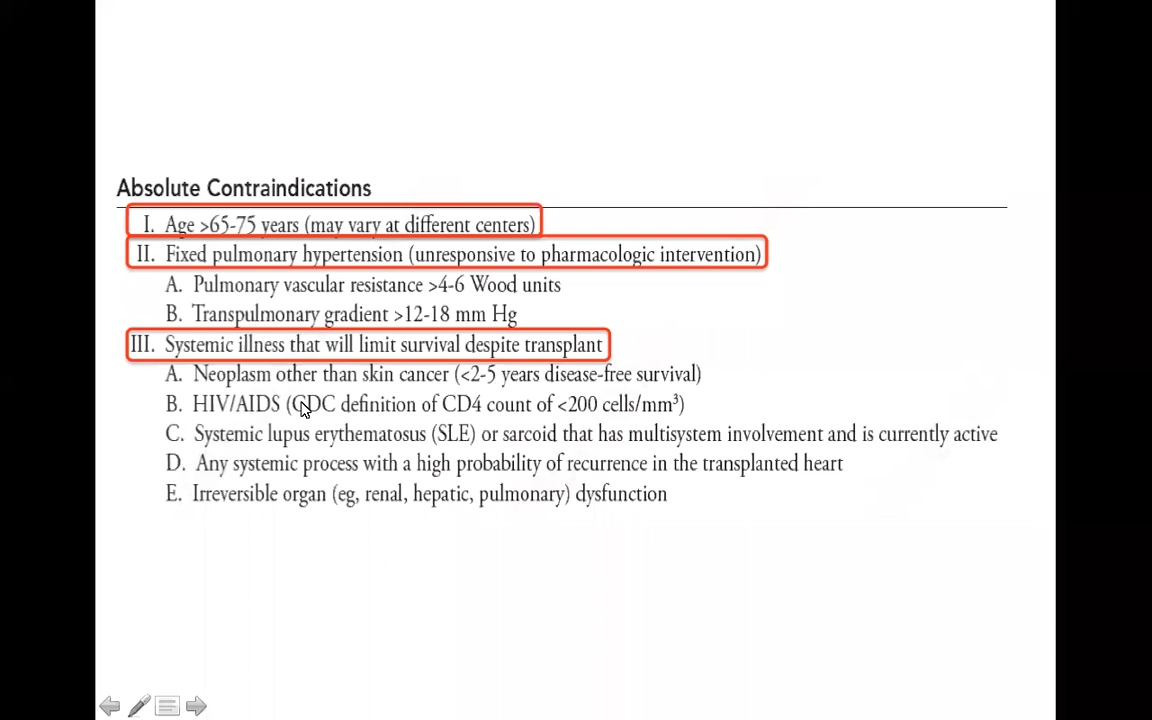 Absolute Contraindications
I. Age >65-75 years (may vary at different centers)
II. Fixed pulmonary hypertension (unresponsive to pharmacologic intervention)
A. Pulmonary vascular resistance >4-6 Wood units
B. Transpulmonary gradient >12-18 mm Hg
III. Systemic illness that will limit survival despite transplant
A. Neoplasm other than skin cancer (<2-5 years disease-free survival)
B. HIV/AIDS (CDC definition of CD4 count of <200 cells/mm³)
C. Systemic lupus erythematosus (SLE) or sarcoid that has multisystem involvement and is currently active
D. Any systemic process with a high probability of recurrence in the transplanted heart
E. Irreversible organ (eg, renal, hepatic, pulmonary) dysfunction